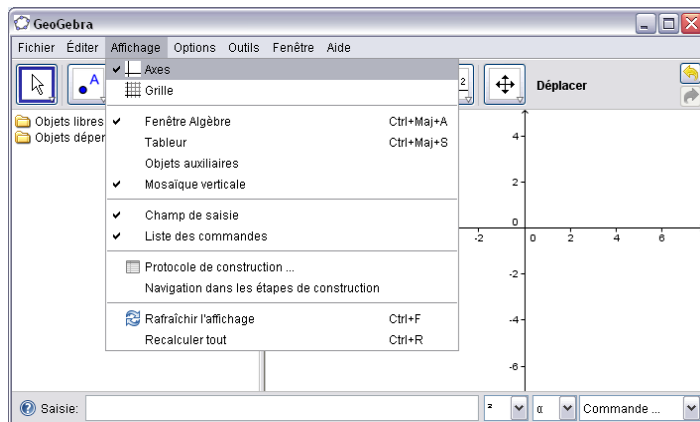 GeoGebra
Fichier Éditer Affichage Options Outils Fenêtre Aide
A
2
Déplacer
Axes
Grille
Objets libres
Fenêtre Algèbre Ctrl+Maj+A
Tableur Ctrl+Maj+S
Objets auxiliaires
Mosaïque verticale
Champ de saisie
Liste des commandes
Protocole de construction ...
Navigation dans les étapes de construction
Rafraîchir l'affichage Ctrl+F
Recalculer tout Ctrl+R
4
2
0
-2 0 2 4 6
-2
-4
-6
Saisie: ² α Commande ...